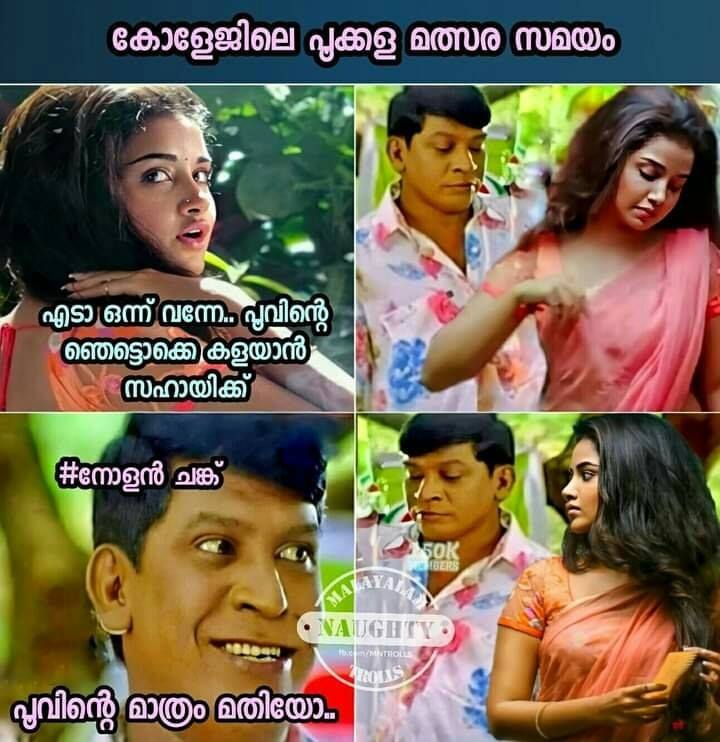 കോളേജിലെ പൂക്കള മത്സര സമയം
എടാ ഒന്ന് വന്നേ.. പൂവിന്റെ
ഞെട്ടൊക്കെ കളയാൻ
സഹായിക്ക്
#നോളൻ ചങ്ക്
50K
MEMBERS
MALAYALAM
NAUGHTY
fb.com/MNTROLLS
TROLLS
പൂവിന്റെ മാത്രം മതിയോ..